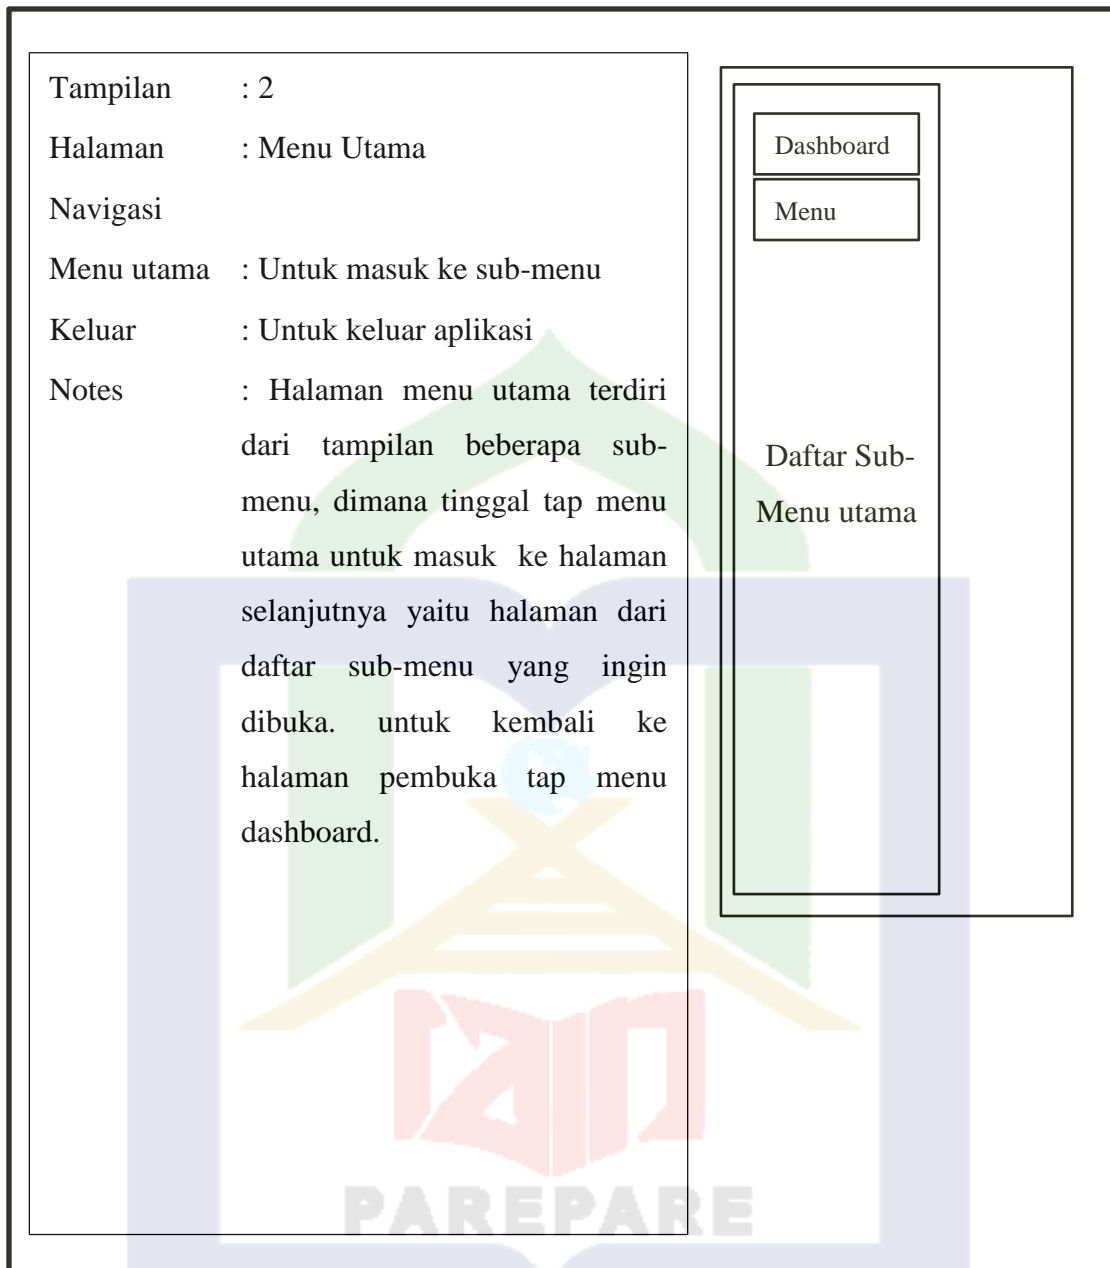 Tampilan : 2
Halaman : Menu Utama
Navigasi
Menu utama : Untuk masuk ke sub-menu
Keluar : Untuk keluar aplikasi
Notes : Halaman menu utama terdiri
dari tampilan beberapa sub-
menu, dimana tinggal tap menu
utama untuk masuk ke halaman
selanjutnya yaitu halaman dari
daftar sub-menu yang ingin
dibuka. untuk kembali ke
halaman pembuka tap menu
dashboard.
Dashboard
Menu
Daftar Sub-
Menu utama
iain
PAREPARE